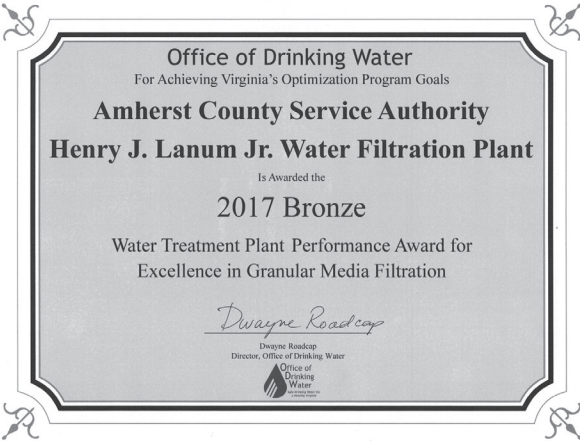 Office of Drinking Water
For Achieving Virginia's Optimization Program Goals
Amherst County Service Authority
Henry J. Lanum Jr. Water Filtration Plant
Is Awarded the
2017 Bronze
Water Treatment Plant Performance Award for
Excellence in Granular Media Filtration
Dwayne Roadcap
Dwayne Roadcap
Director, Office of Drinking Water
Office of
Drinking
Water